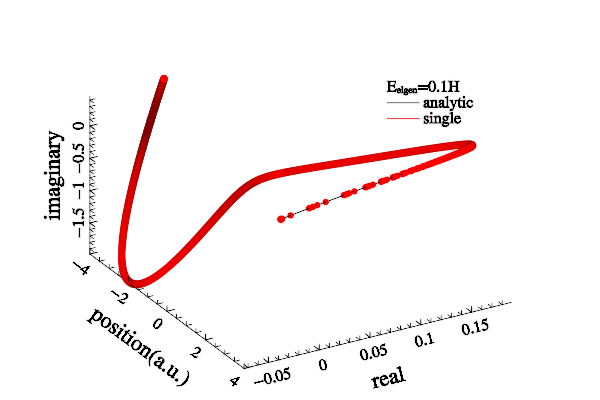 E_eigen=0.1H
analytic
single
imaginary
0
−0.5
−1
−1.5
−4
−2
0
2
4
position(a.u.)
−0.05
0
0.05
0.1
0.15
real